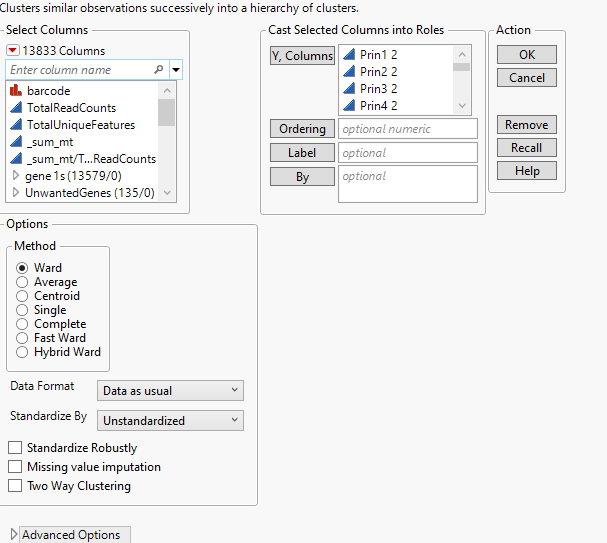 Clusters similar observations successively into a hierarchy of clusters.
Select Columns
13833 Columns
Enter column name
barcode
TotalReadCounts
TotalUniqueFeatures
_sum_mt
_sum_mt/T...ReadCounts
gene 1s (13579/0)
UnwantedGenes (135/0)
Cast Selected Columns into Roles
Y, Columns
Prin1 2
Prin2 2
Prin3 2
Prin4 2
Ordering optional numeric
Label optional
By optional
Action
OK
Cancel
Remove
Recall
Help
Options
Method
Ward
Average
Centroid
Single
Complete
Fast Ward
Hybrid Ward
Data Format Data as usual
Standardize By Unstandardized
Standardize Robustly
Missing value imputation
Two Way Clustering
Advanced Options